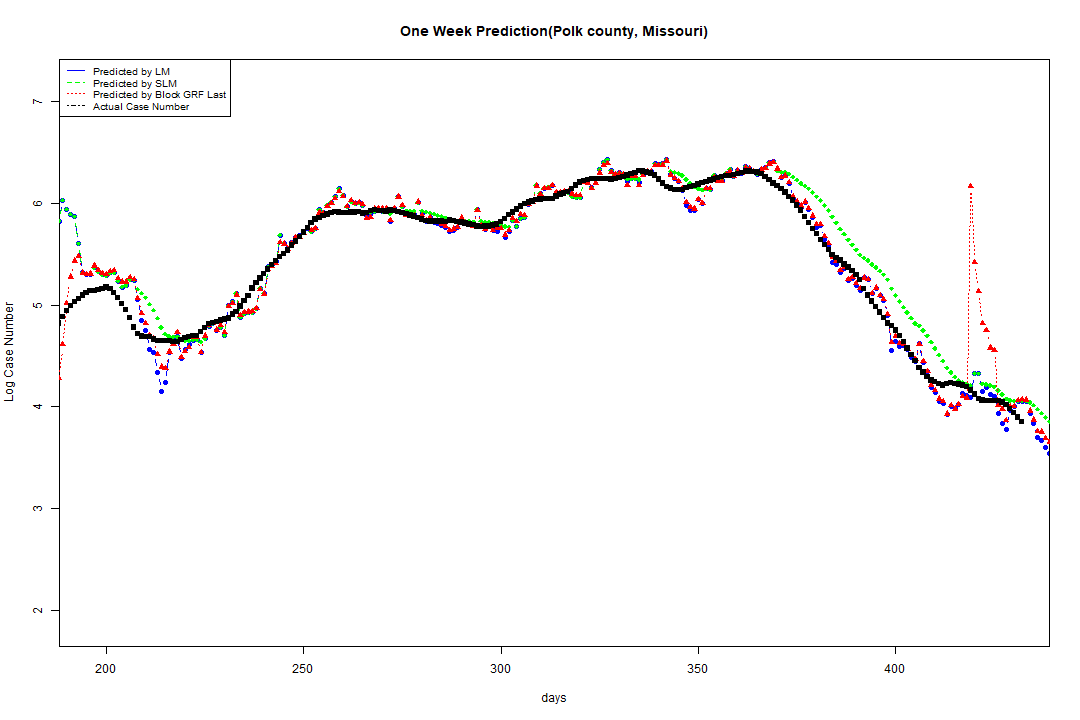 One Week Prediction(Polk county, Missouri)
Predicted by LM
Predicted by SLM
Predicted by Block GRF Last
Actual Case Number
7
6
5
4
3
2
Log Case Number
200
250
300
350
400
days